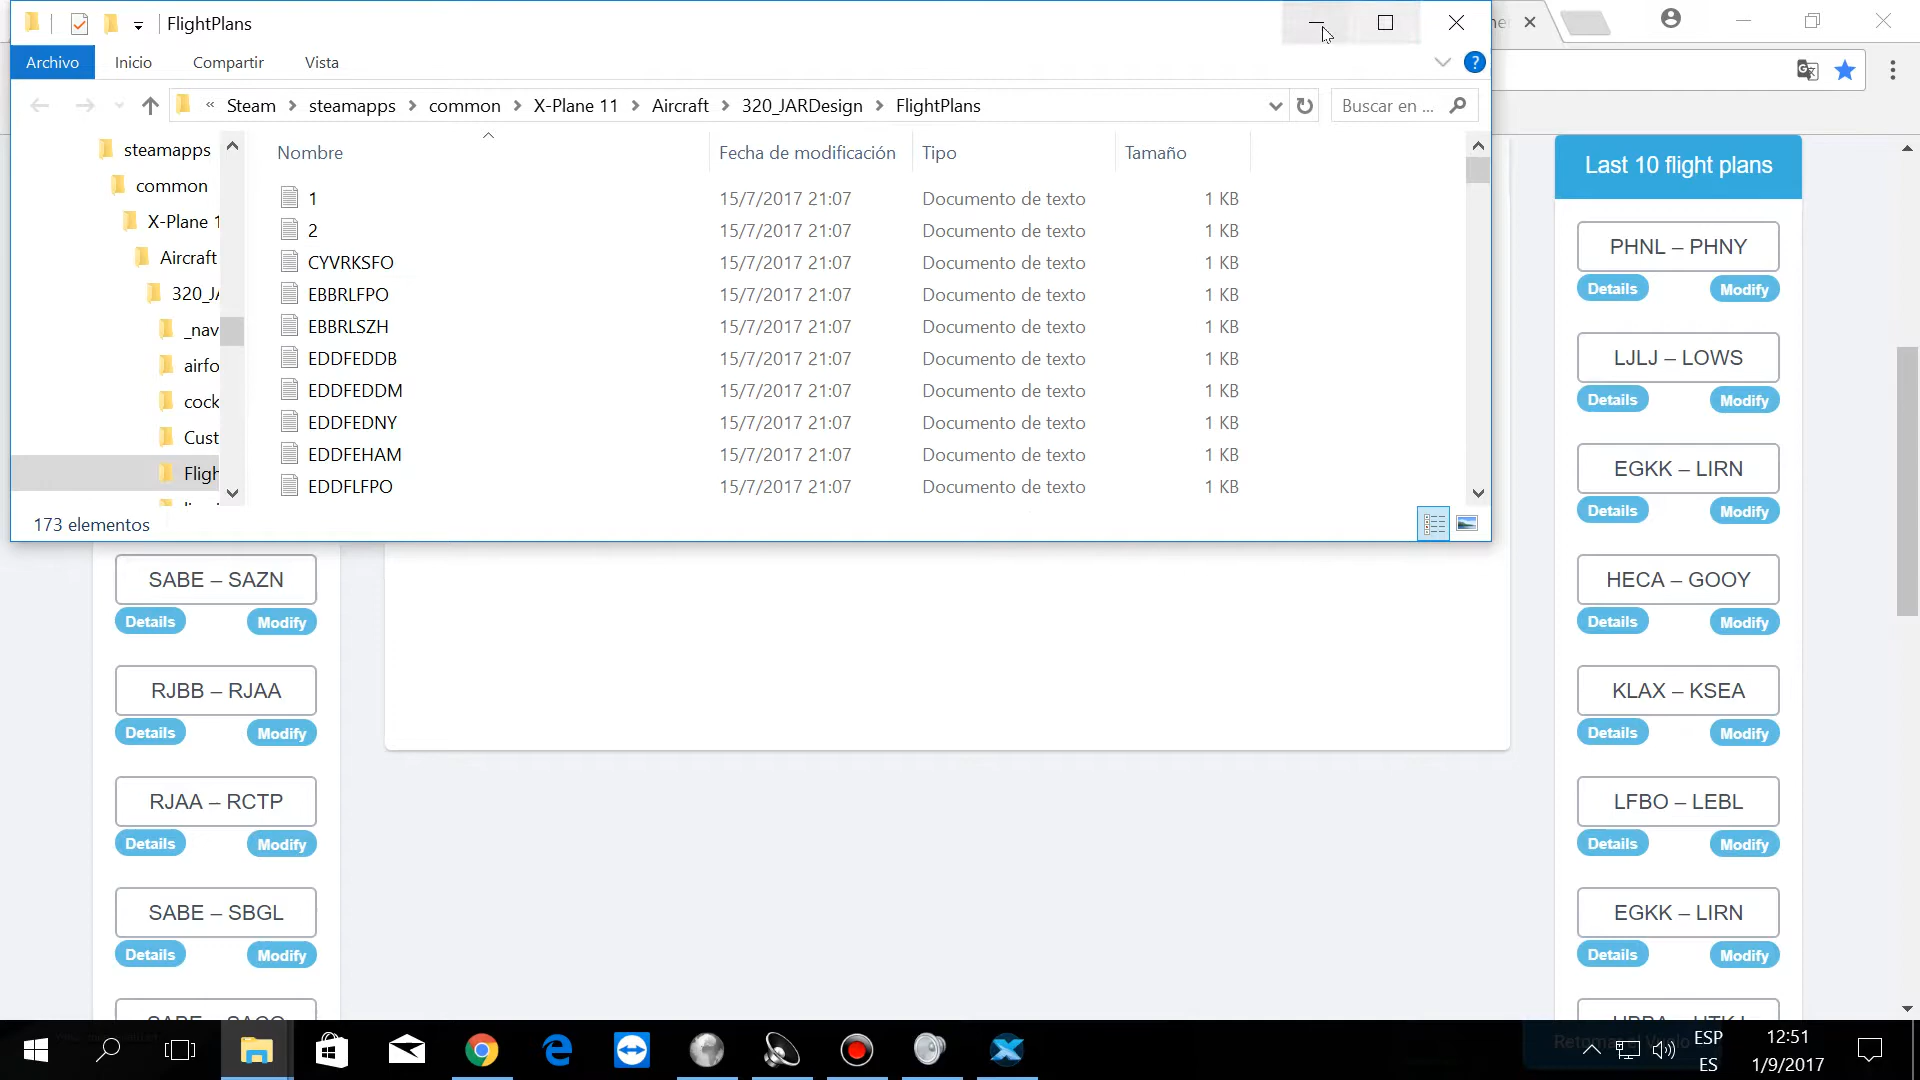 FlightPlans
Archivo Inicio Compartir Vista
« Steam > steamapps > common > X-Plane 11 > Aircraft > 320_JARDesign > FlightPlans
Buscar en ...
steamapps
common
X-Plane 1
Aircraft
320_J
_nav
airfo
cock
Cust
Fligh
Nombre Fecha de modificación Tipo Tamaño
1 15/7/2017 21:07 Documento de texto 1 KB
2 15/7/2017 21:07 Documento de texto 1 KB
CYVRKSFO 15/7/2017 21:07 Documento de texto 1 KB
EBBRLFPO 15/7/2017 21:07 Documento de texto 1 KB
EBBRLSZH 15/7/2017 21:07 Documento de texto 1 KB
EDDFEDDB 15/7/2017 21:07 Documento de texto 1 KB
EDDFEDDM 15/7/2017 21:07 Documento de texto 1 KB
EDDFEDNY 15/7/2017 21:07 Documento de texto 1 KB
EDDFEHAM 15/7/2017 21:07 Documento de texto 1 KB
EDDFLFPO 15/7/2017 21:07 Documento de texto 1 KB
173 elementos
SABE – SAZN
Details Modify
RJBB – RJAA
Details Modify
RJAA – RCTP
Details Modify
SABE – SBGL
Details Modify
Last 10 flight plans
PHNL – PHNY
Details Modify
LJLJ – LOWS
Details Modify
EGKK – LIRN
Details Modify
HECA – GOOY
Details Modify
KLAX – KSEA
Details Modify
LFBO – LEBL
Details Modify
EGKK – LIRN
Details Modify
ESP
ES
12:51
1/9/2017